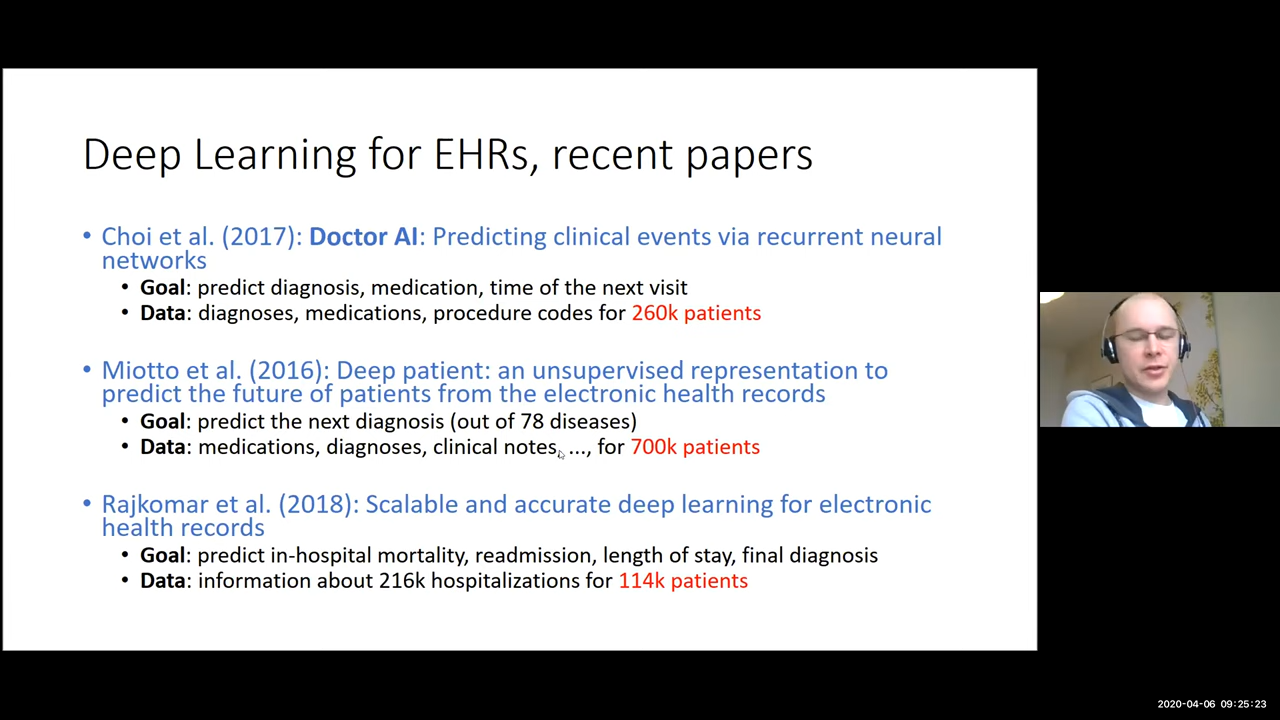 Deep Learning for EHRs, recent papers
• Choi et al. (2017): Doctor AI: Predicting clinical events via recurrent neural
networks
• Goal: predict diagnosis, medication, time of the next visit
• Data: diagnoses, medications, procedure codes for 260k patients
• Miotto et al. (2016): Deep patient: an unsupervised representation to
predict the future of patients from the electronic health records
• Goal: predict the next diagnosis (out of 78 diseases)
• Data: medications, diagnoses, clinical notes, ..., for 700k patients
• Rajkomar et al. (2018): Scalable and accurate deep learning for electronic
health records
• Goal: predict in-hospital mortality, readmission, length of stay, final diagnosis
• Data: information about 216k hospitalizations for 114k patients
2020-04-06 09:25:23